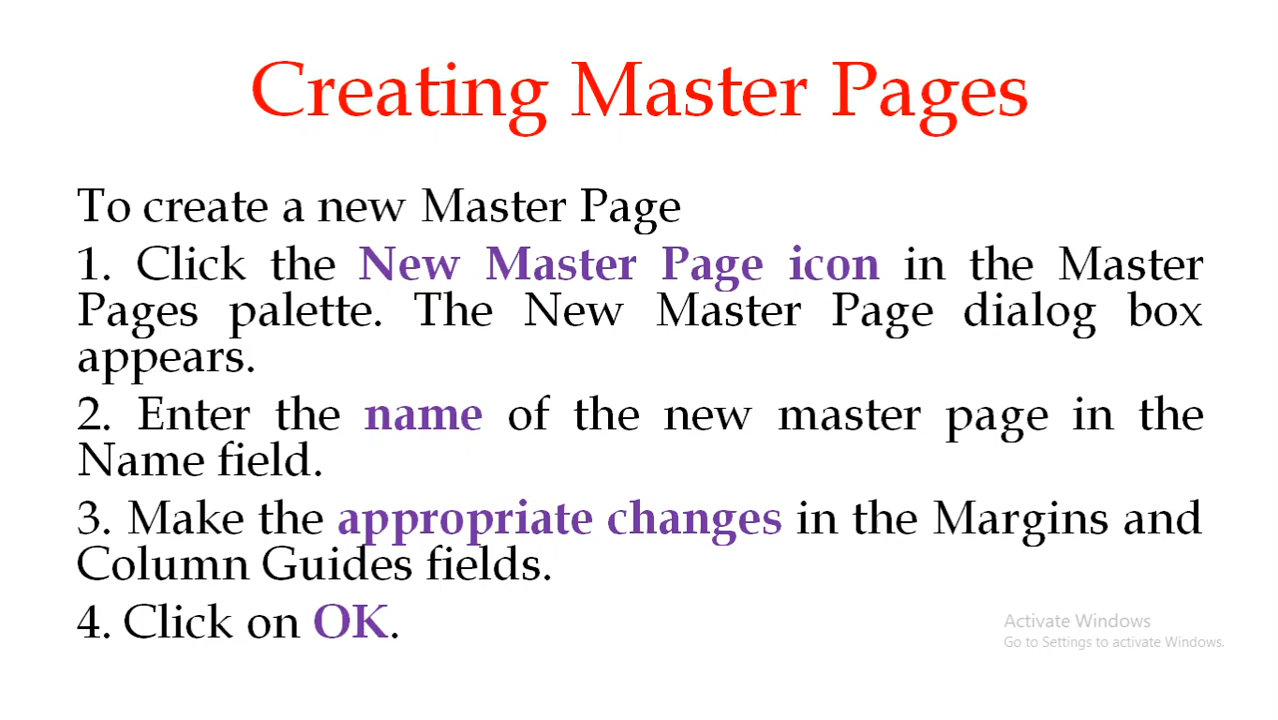 Creating Master Pages
To create a new Master Page
1. Click the New Master Page icon in the Master
Pages palette. The New Master Page dialog box
appears.
2. Enter the name of the new master page in the
Name field.
3. Make the appropriate changes in the Margins and
Column Guides fields.
4. Click on OK.
Activate Windows
Go to Settings to activate Windows.